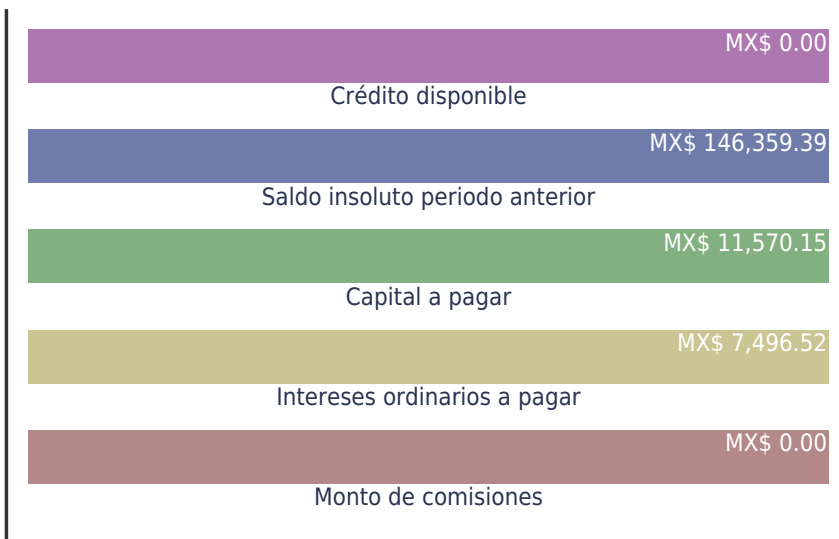 MX$ 0.00
Crédito disponible
MX$ 146,359.39
Saldo insoluto periodo anterior
MX$ 11,570.15
Capital a pagar
MX$ 7,496.52
Intereses ordinarios a pagar
MX$ 0.00
Monto de comisiones